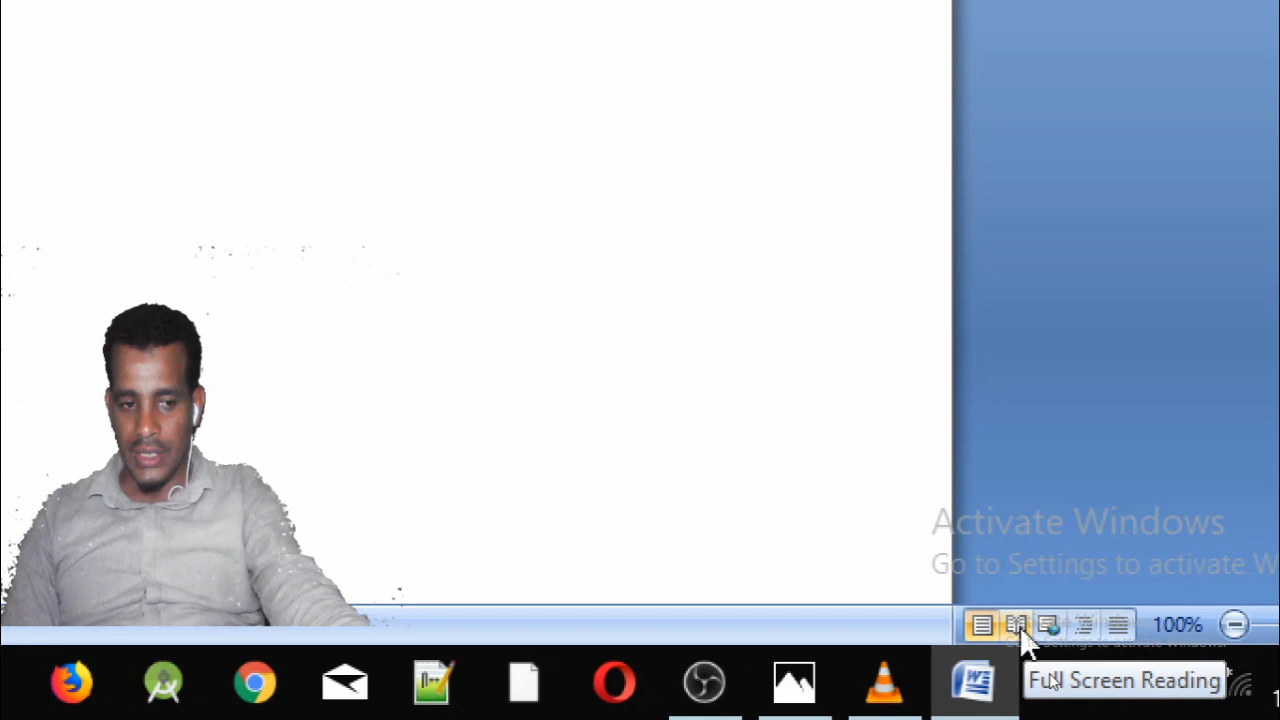 Activate Windows
Go to Settings to activate W
100%
Full Screen Reading